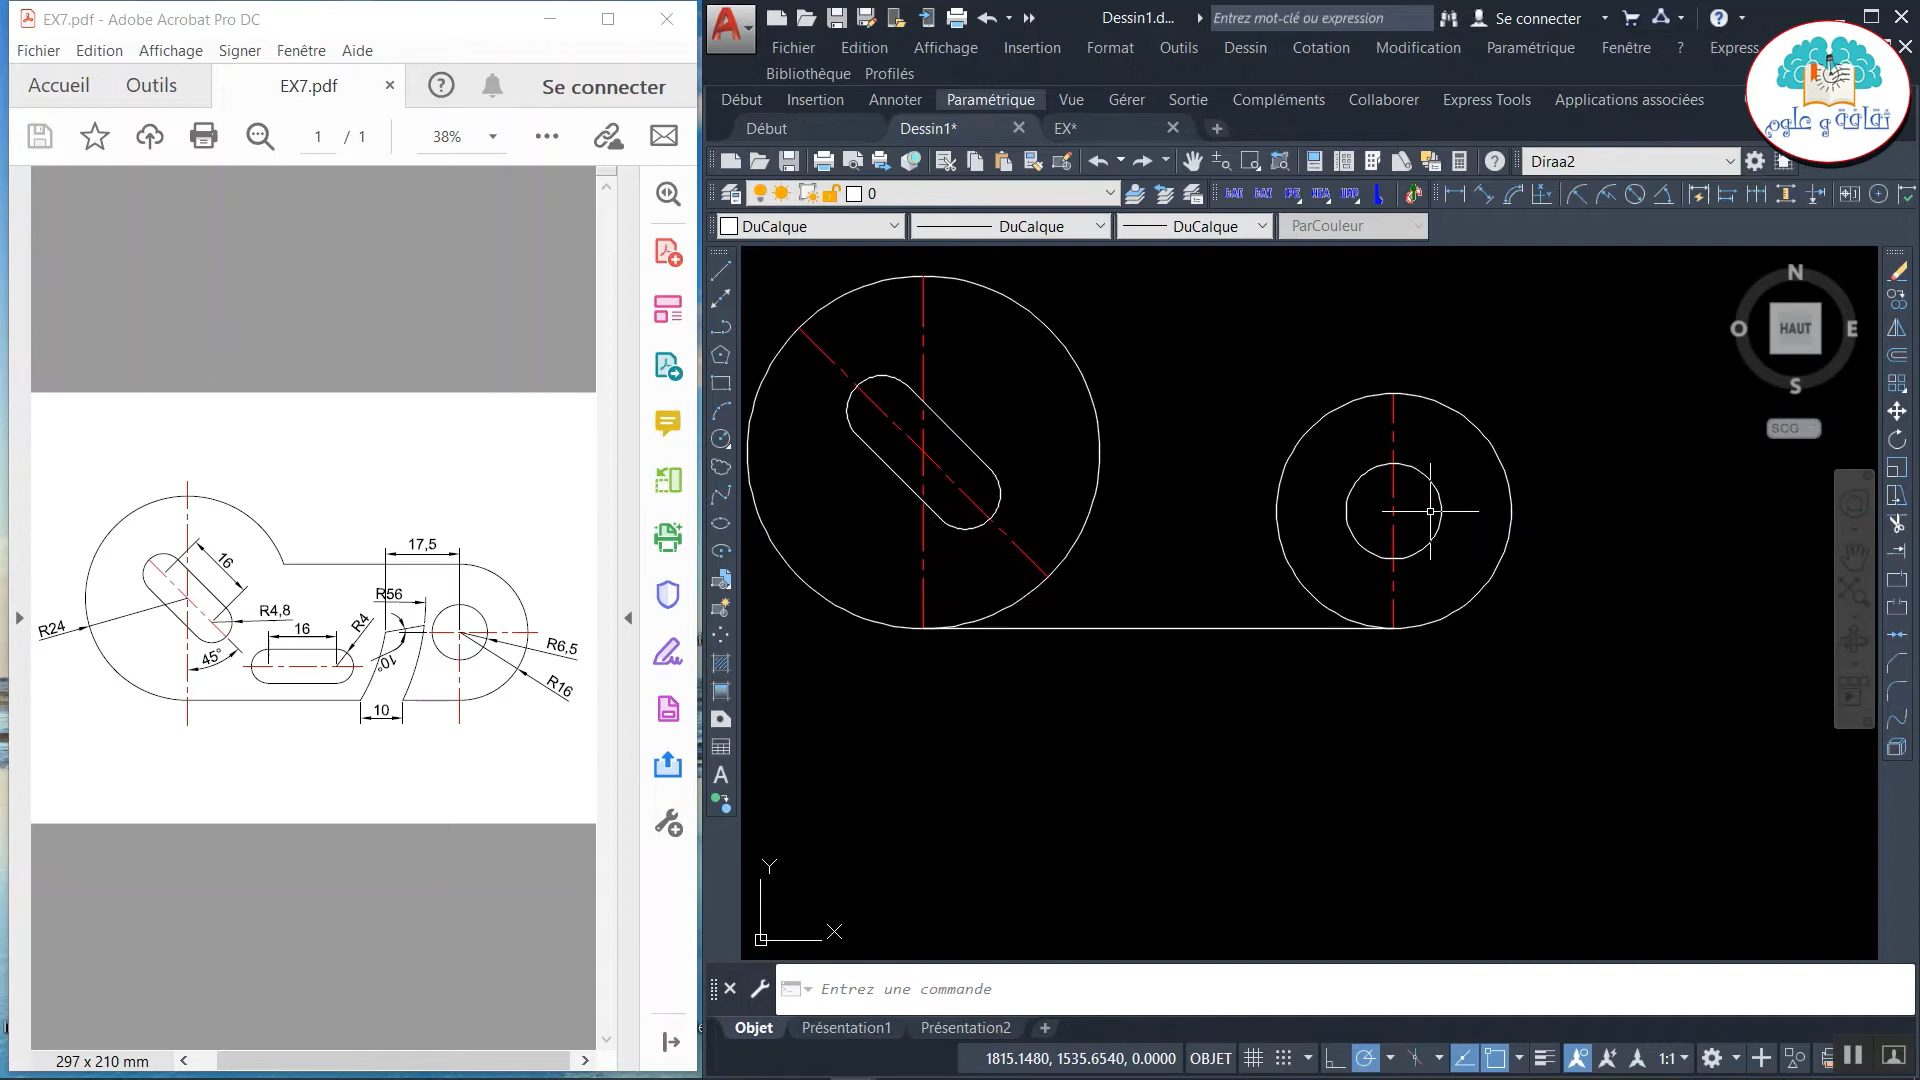 EX7.pdf - Adobe Acrobat Pro DC
Fichier Edition Affichage Signer Fenêtre Aide
Accueil Outils EX7.pdf Se connecter
1 / 1 38%
16
17,5
R56
R24
R4,8
16
R4
45°
10°
R6,5
R16
10
297 x 210 mm
Dessin1.d...
Entrez mot-clé ou expression
Se connecter
Fichier Edition Affichage Insertion Format Outils Dessin Cotation Modification Paramétrique Fenêtre ? Express
Bibliothèque Profilés
Début Insertion Annoter Paramétrique Vue Gérer Sortie Compléments Collaborer Express Tools Applications associées
Début Dessin1* EX*
Diraa2
0
DuCalque DuCalque DuCalque ParCouleur
N
O HAUT E
S
SCG
Y
X
A
Entrez une commande
Objet Présentation1 Présentation2
1815.1480, 1535.6540, 0.0000 OBJET 1:1